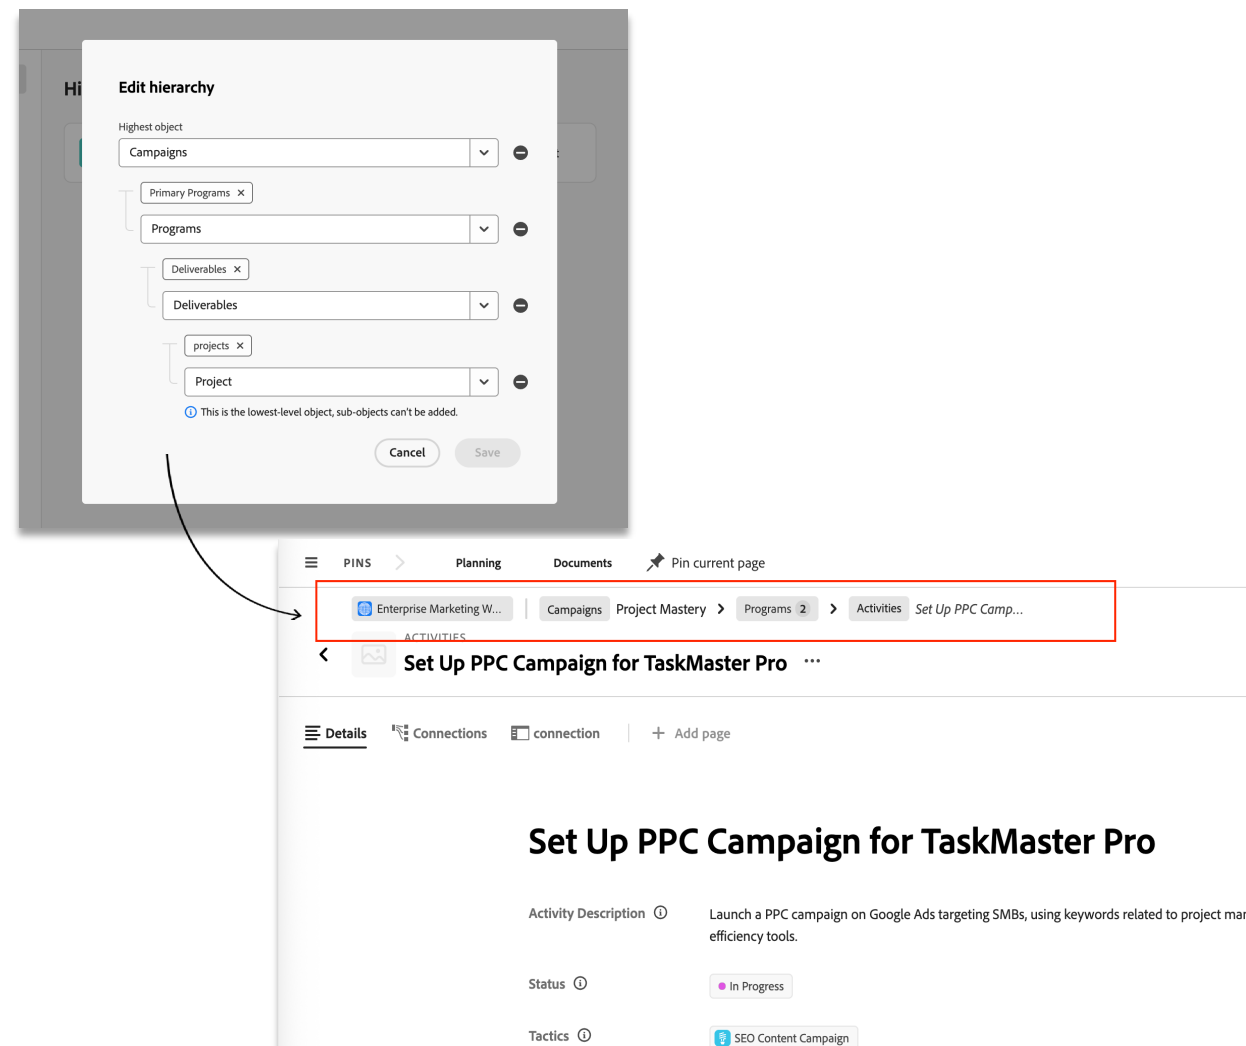 Hi
Edit hierarchy
Highest object
Campaigns
Primary Programs
Programs
Deliverables
Deliverables
projects
Project
This is the lowest-level object, sub-objects can't be added.
Cancel
Save
PINS
Planning
Documents
Pin current page
Enterprise Marketing W...
Campaigns
Project Mastery
Programs 2
Activities
Set Up PPC Camp...
ACTIVITIES
Set Up PPC Campaign for TaskMaster Pro
Details
Connections
connection
Add page
Set Up PPC Campaign for TaskMaster Pro
Activity Description
Launch a PPC campaign on Google Ads targeting SMBs, using keywords related to project mar
efficiency tools.
Status
In Progress
Tactics
SEO Content Campaign